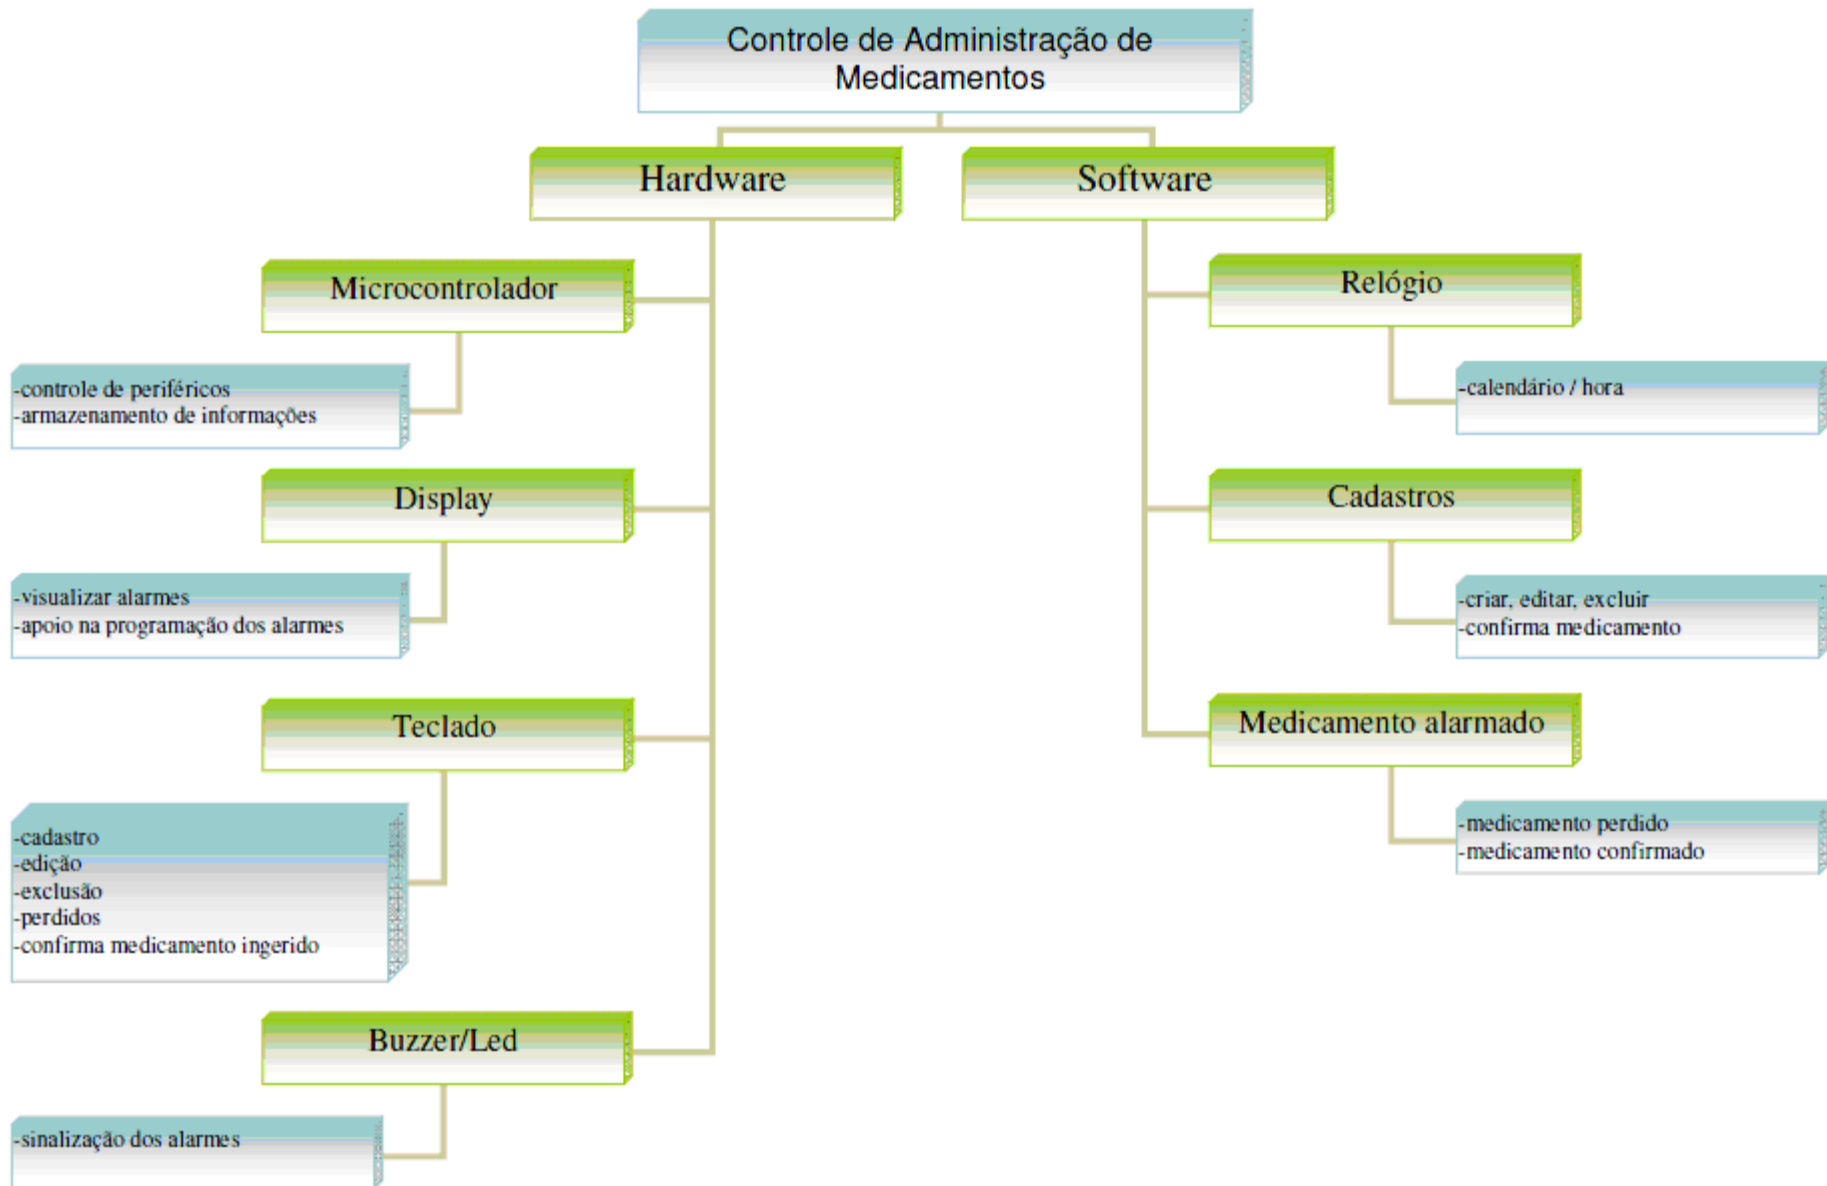 Controle de Administração de
Medicamentos
Hardware
Software
Microcontrolador
-controle de periféricos
-armazenamento de informações
Display
-visualizar alarmes
-apoio na programação dos alarmes
Teclado
-cadastro
-edição
-exclusão
-perdidos
-confirma medicamento ingerido
Buzzer/Led
-sinalização dos alarmes
Relógio
-calendário / hora
Cadastros
-criar, editar, excluir
-confirma medicamento
Medicamento alarmado
-medicamento perdido
-medicamento confirmado